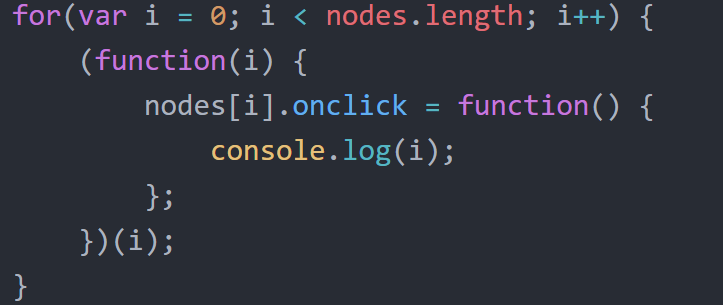 for(var i = 0; i < nodes.length; i++) {
    (function(i) {
        nodes[i].onclick = function() {
            console.log(i);
        };
    })(i);
}